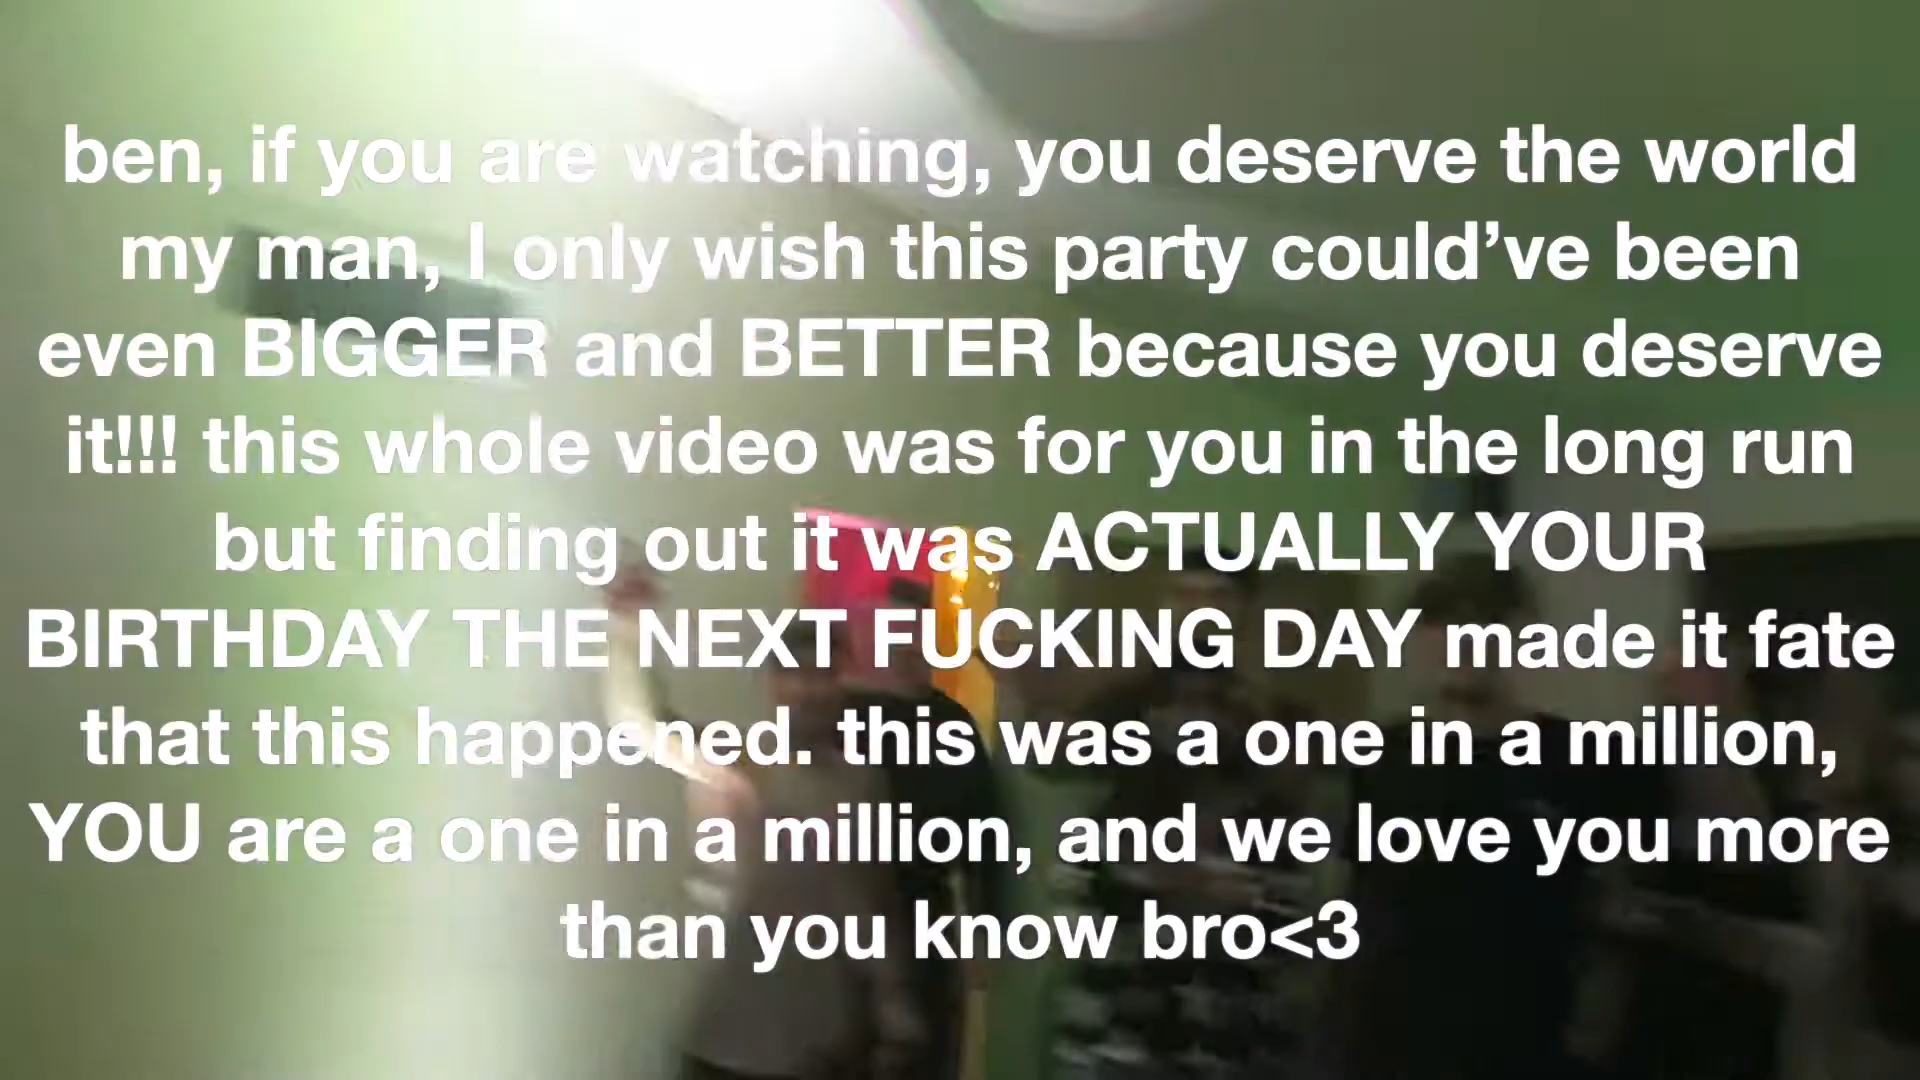 ben, if you are watching, you deserve the world
my man, I only wish this party could’ve been
even BIGGER and BETTER because you deserve
it!!! this whole video was for you in the long run
but finding out it was ACTUALLY YOUR
BIRTHDAY THE NEXT FUCKING DAY made it fate
that this happened. this was a one in a million,
YOU are a one in a million, and we love you more
than you know bro<3